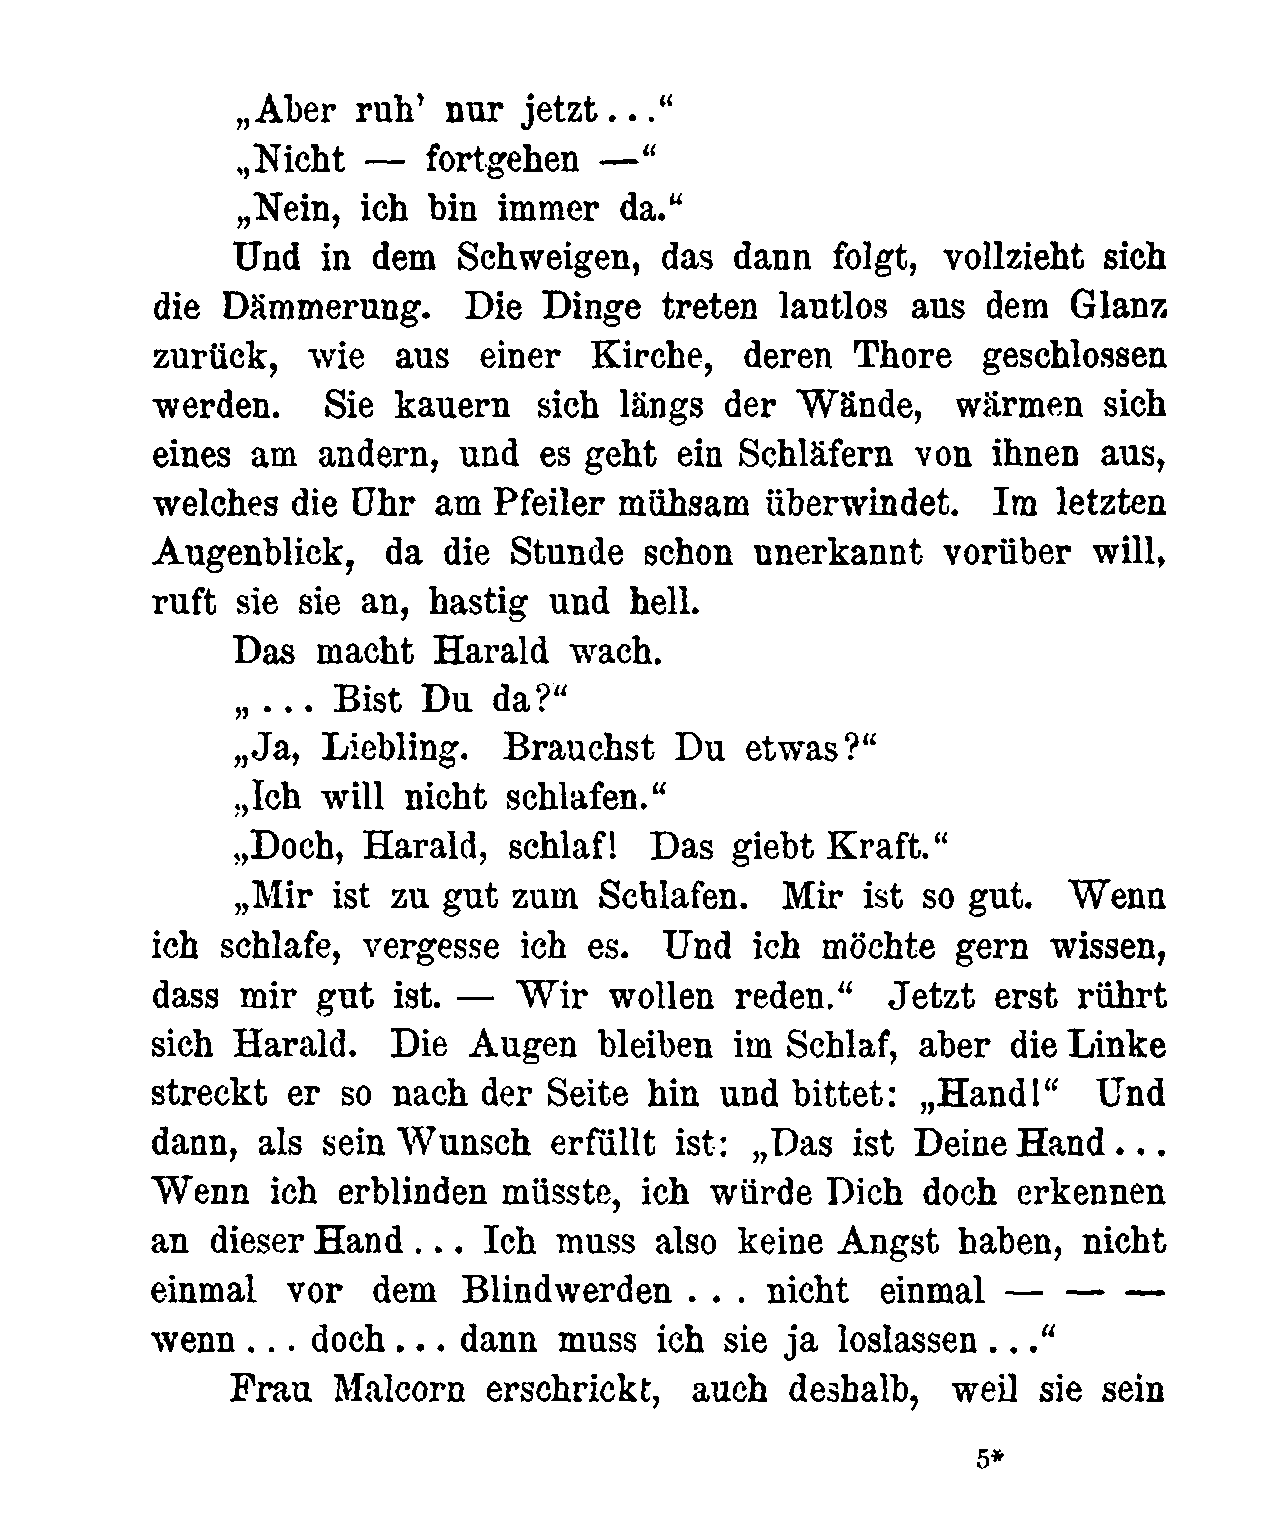 „Aber ruh’ nur jetzt . . .“
„Nicht — fortgehen —“
„Nein, ich bin immer da.“
Und in dem Schweigen, das dann folgt, vollzieht sich
die Dämmerung. Die Dinge treten lautlos aus dem Glanz
zurück, wie aus einer Kirche, deren Thore geschlossen
werden. Sie kauern sich längs der Wände, wärmen sich
eines am andern, und es geht ein Schläfern von ihnen aus,
welches die Uhr am Pfeiler mühsam überwindet. Im letzten
Augenblick, da die Stunde schon unerkannt vorüber will,
ruft sie sie an, hastig und hell.
Das macht Harald wach.
„ . . . Bist Du da?“
„Ja, Liebling. Brauchst Du etwas?“
„Ich will nicht schlafen.“
„Doch, Harald, schlaf! Das giebt Kraft.“
„Mir ist zu gut zum Schlafen. Mir ist so gut. Wenn
ich schlafe, vergesse ich es. Und ich möchte gern wissen,
dass mir gut ist. — Wir wollen reden.“ Jetzt erst rührt
sich Harald. Die Augen bleiben im Schlaf, aber die Linke
streckt er so nach der Seite hin und bittet: „Hand!“ Und
dann, als sein Wunsch erfüllt ist: „Das ist Deine Hand . . .
Wenn ich erblinden müsste, ich würde Dich doch erkennen
an dieser Hand . . . Ich muss also keine Angst haben, nicht
einmal vor dem Blindwerden . . . nicht einmal — — —
wenn . . . doch . . . dann muss ich sie ja loslassen . . .“
Frau Malcorn erschrickt, auch deshalb, weil sie sein
5*